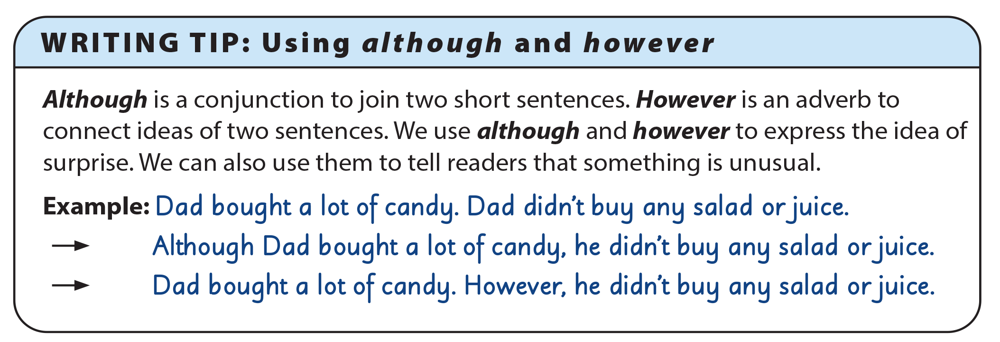 WRITING TIP: Using although and however
Although is a conjunction to join two short sentences. However is an adverb to
connect ideas of two sentences. We use although and however to express the idea of
surprise. We can also use them to tell readers that something is unusual.
Example: Dad bought a lot of candy. Dad didn't buy any salad or juice.
→ Although Dad bought a lot of candy, he didn't buy any salad or juice.
→ Dad bought a lot of candy. However, he didn't buy any salad or juice.